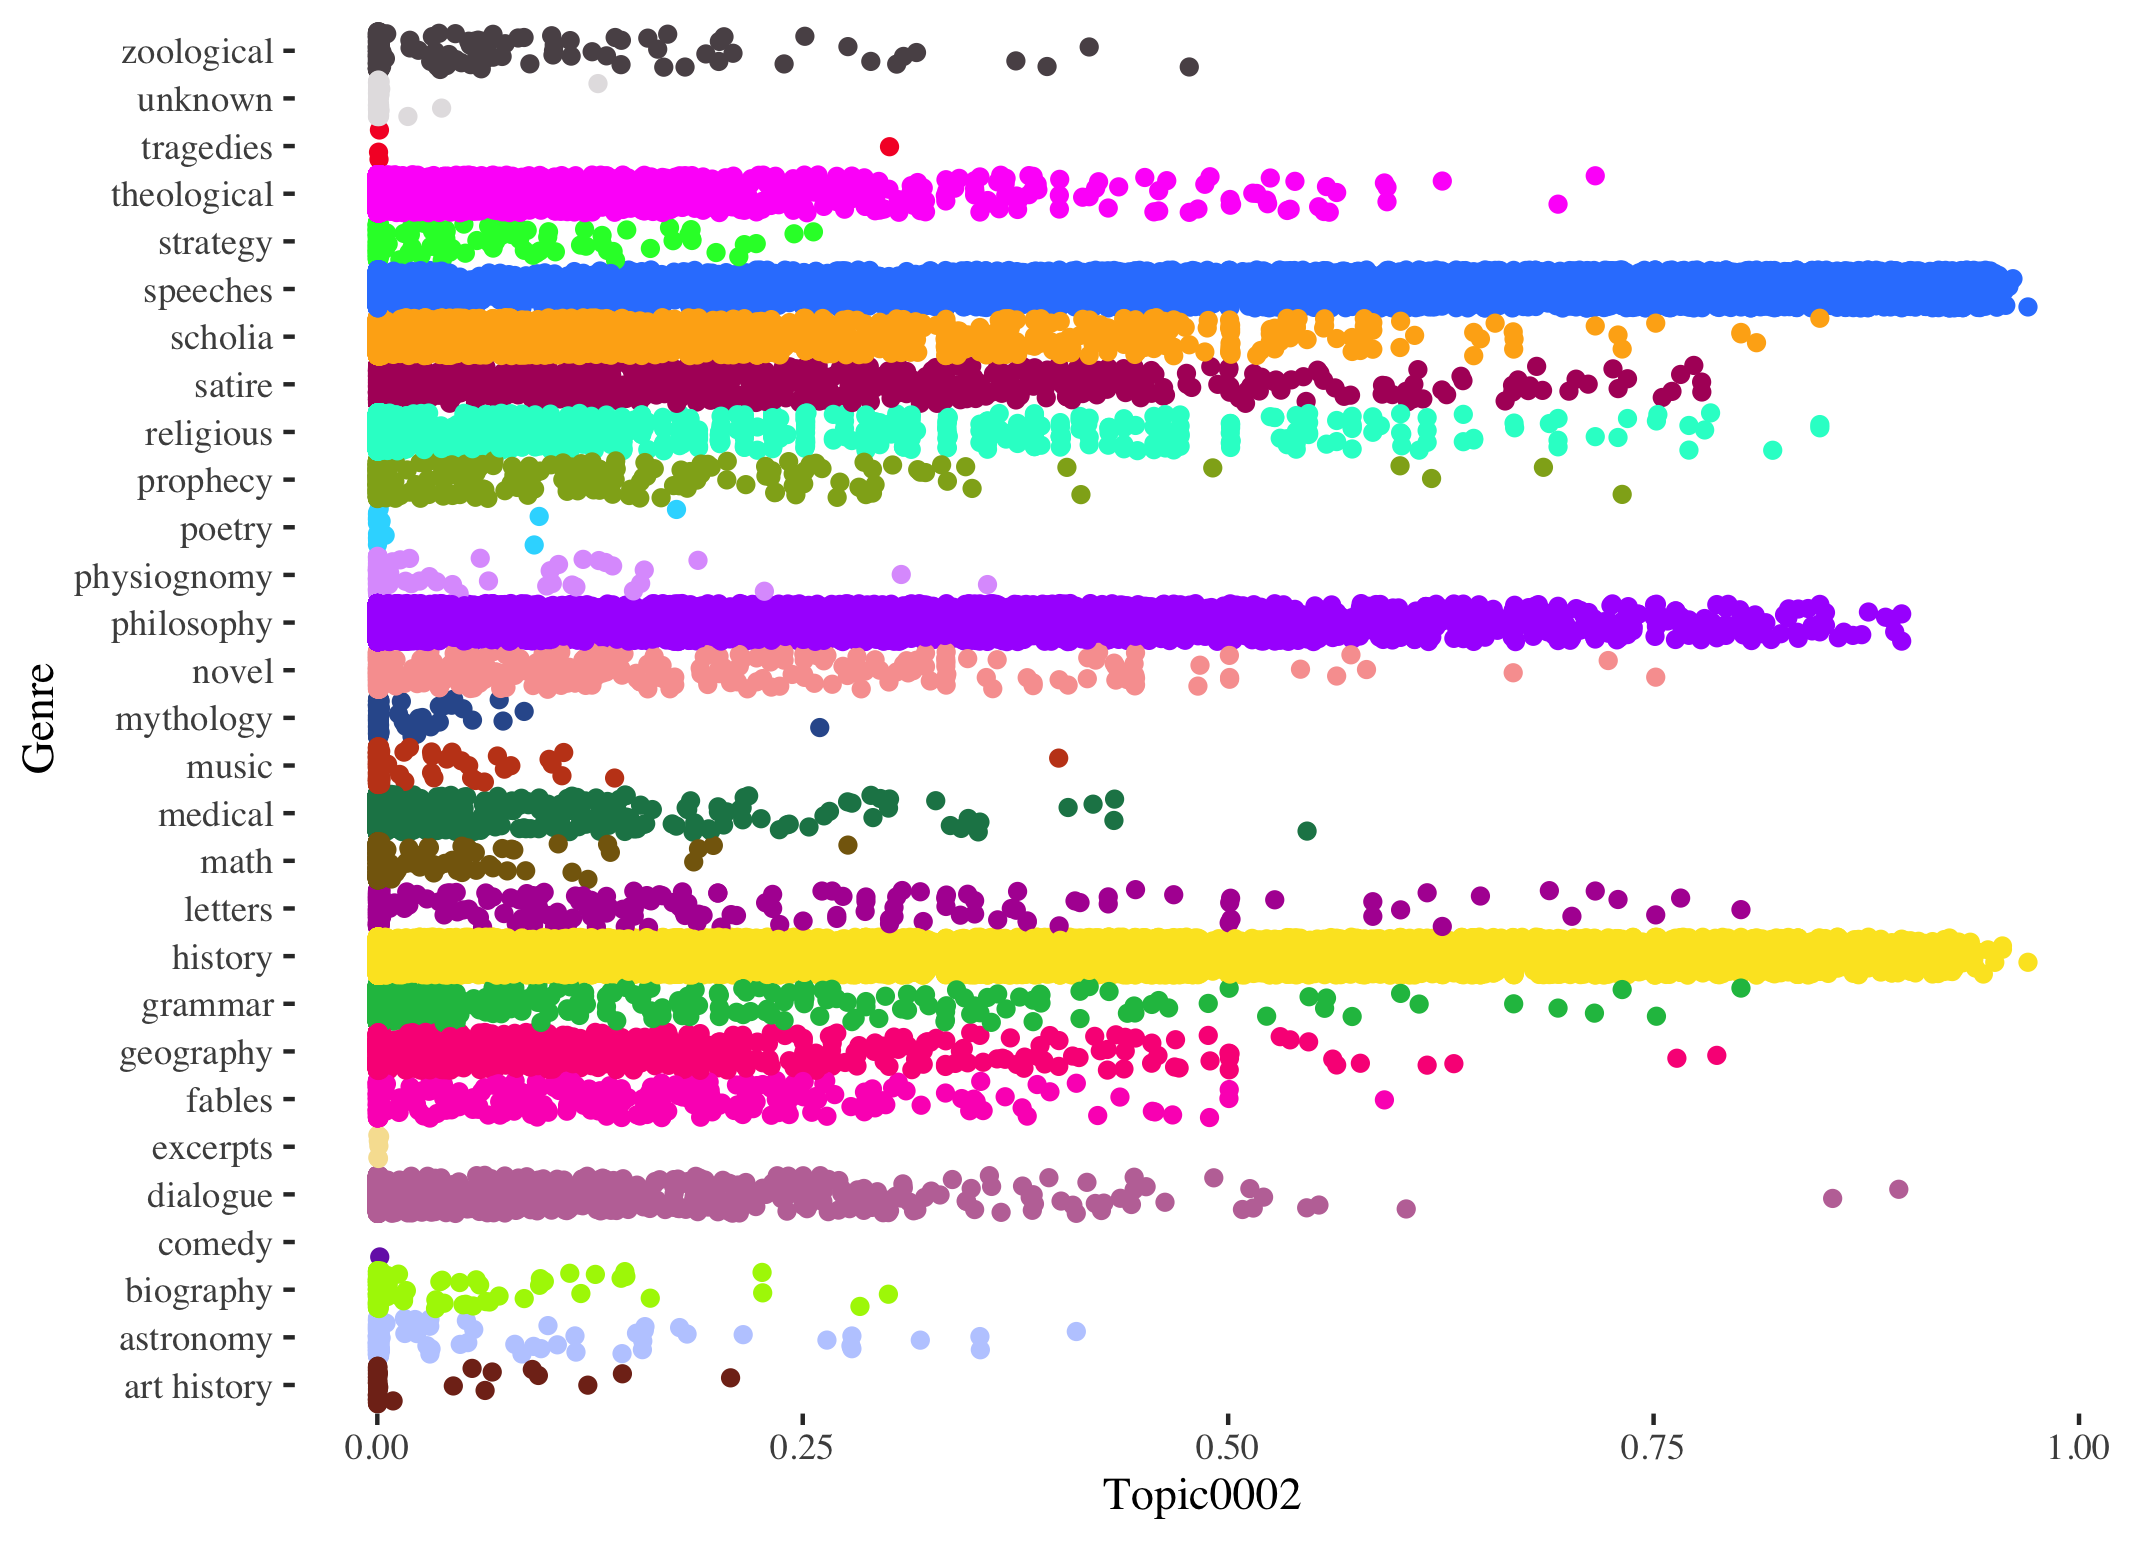 zoological
unknown
tragedies
theological
strategy
speeches
scholia
satire
religious
prophecy
poetry
physiognomy
philosophy
novel
mythology
music
medical
math
letters
history
grammar
geography
fables
excerpts
dialogue
comedy
biography
astronomy
art history
Genre
0.00 0.25 0.50 0.75 1.00
Topic0002